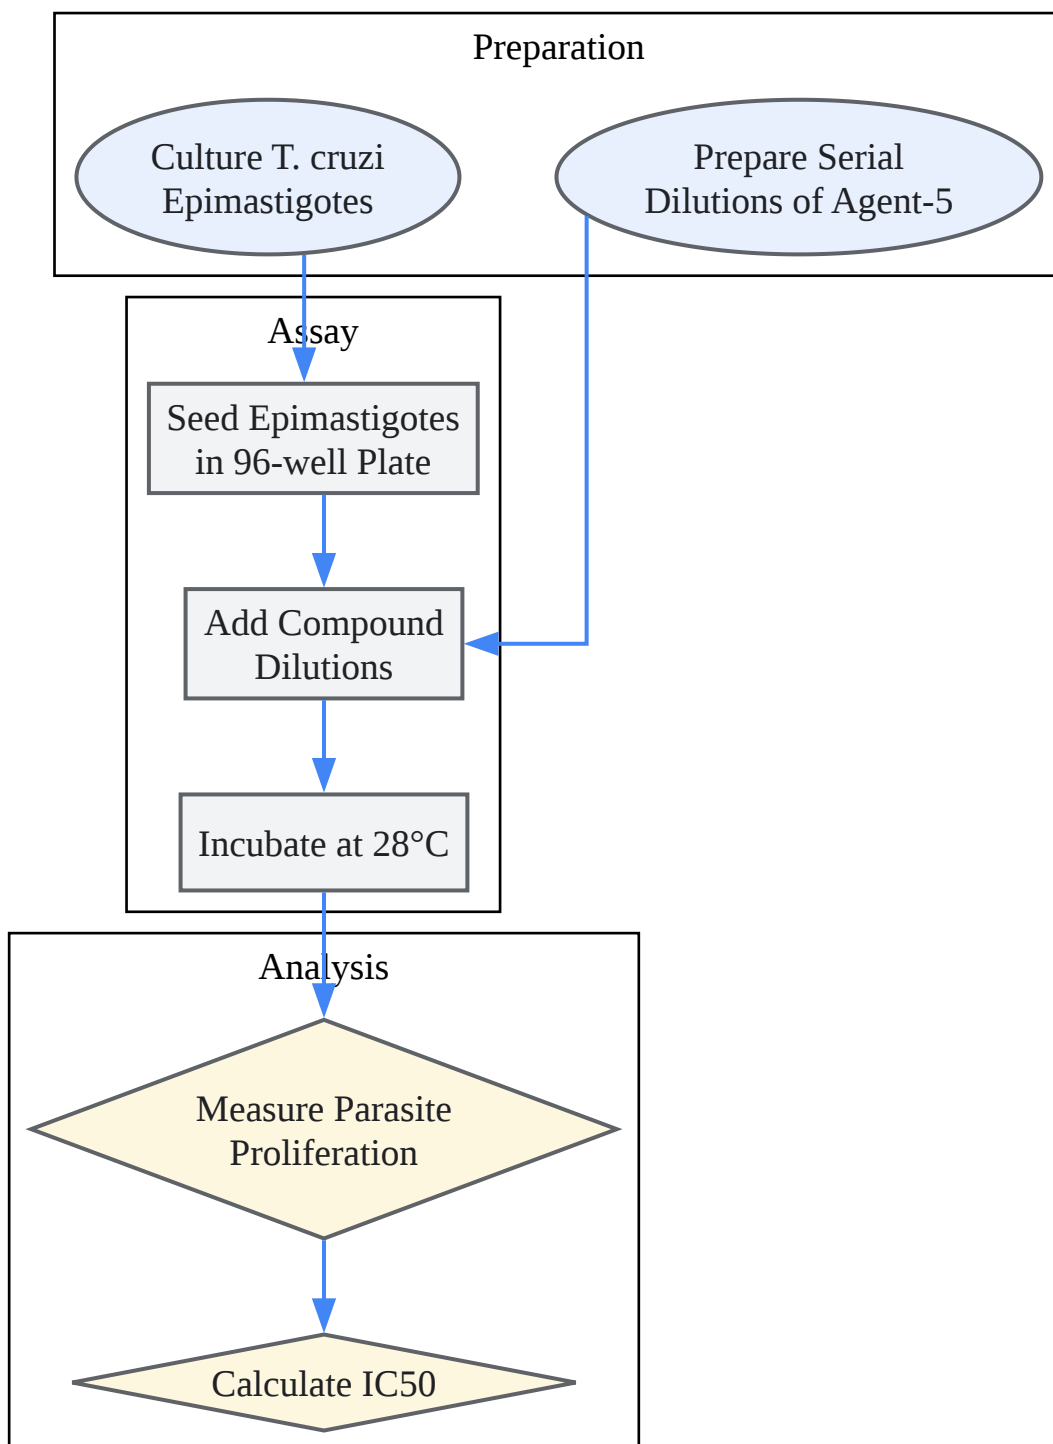 Preparation
Culture T. cruzi
Epimastigotes
Prepare Serial
Dilutions of Agent-5
Assay
Seed Epimastigotes
in 96-well Plate
Add Compound
Dilutions
Incubate at 28°C
Analysis
Measure Parasite
Proliferation
Calculate IC50